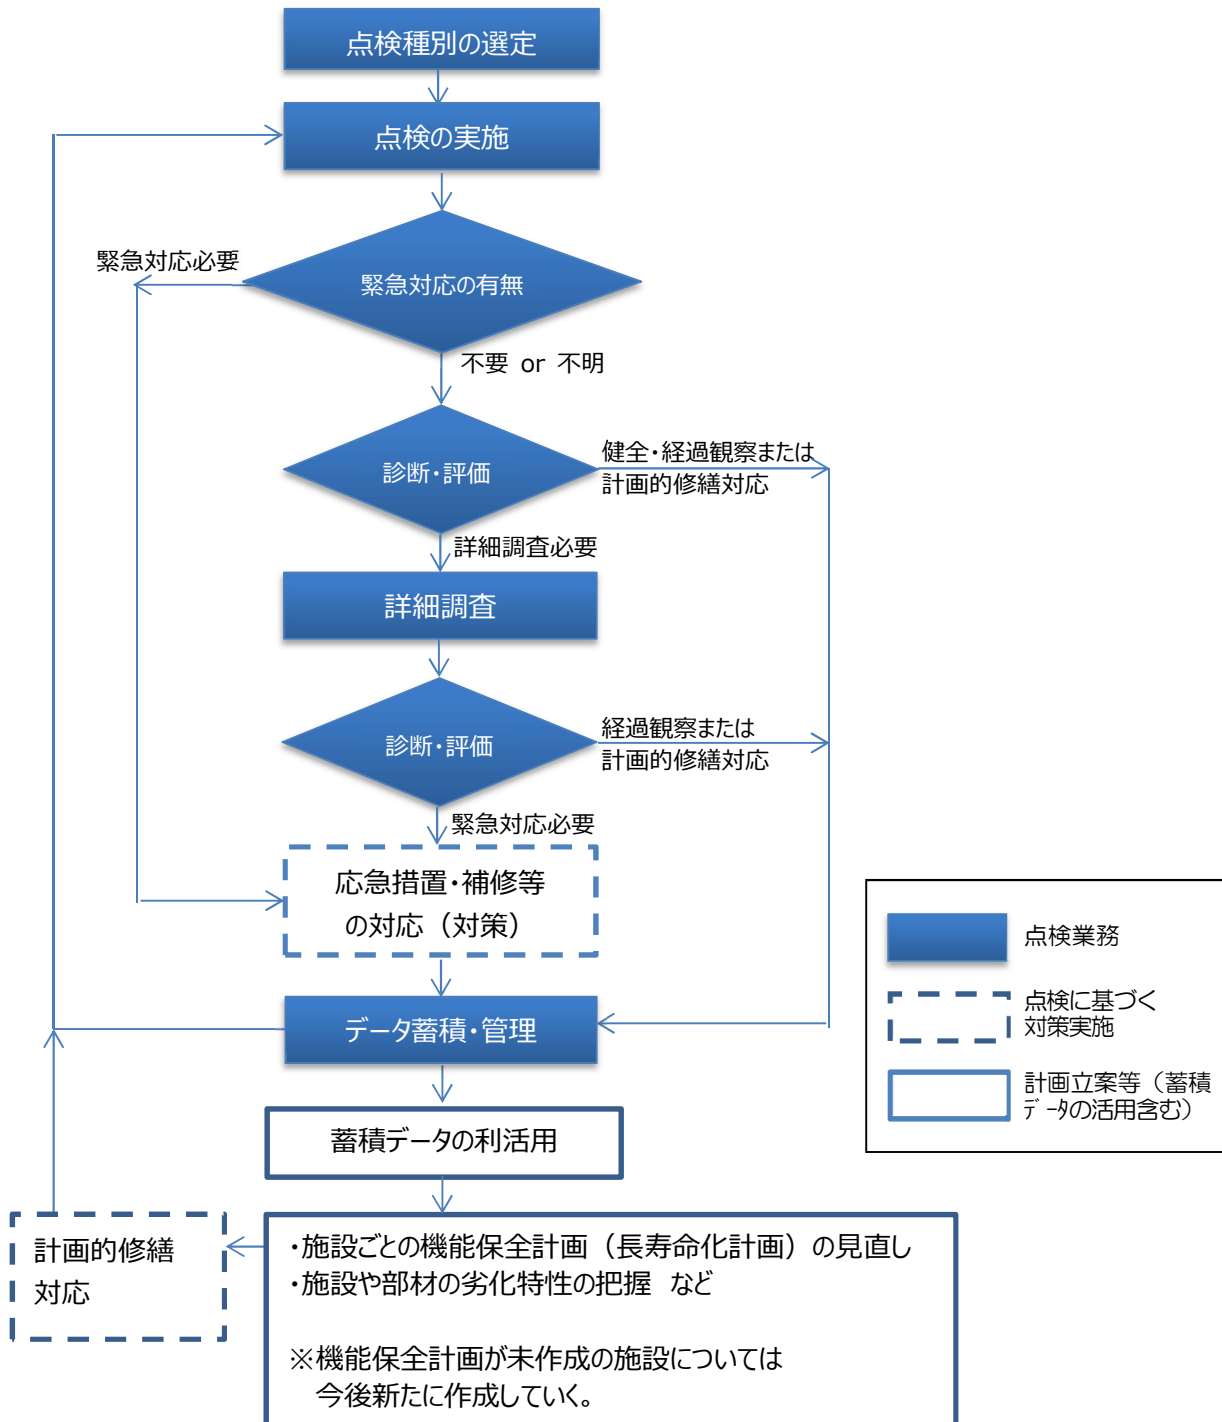 点検種別の選定
点検の実施
緊急対応必要
緊急対応の有無
不要 or 不明
診断・評価
健全・経過観察または
計画的修繕対応
詳細調査必要
詳細調査
診断・評価
経過観察または
計画的修繕対応
緊急対応必要
応急措置・補修等
の対応（対策）
データ蓄積・管理
蓄積データの利活用
計画的修繕
対応
・施設ごとの機能保全計画（長寿命化計画）の見直し
・施設や部材の劣化特性の把握 など
※機能保全計画が未作成の施設については
今後新たに作成していく。
点検業務
点検に基づく
対策実施
計画立案等（蓄積
データの活用含む）